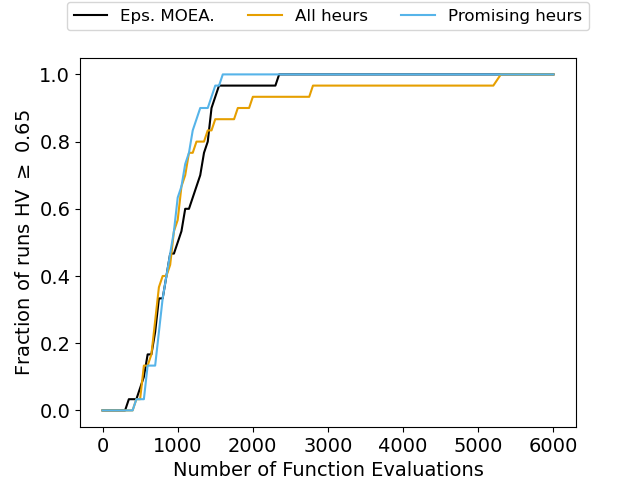 Eps. MOEA. All heurs Promising heurs
1.0
0.8
0.6
0.4
0.2
0.0
Fraction of runs HV ≥ 0.65
0 1000 2000 3000 4000 5000 6000
Number of Function Evaluations